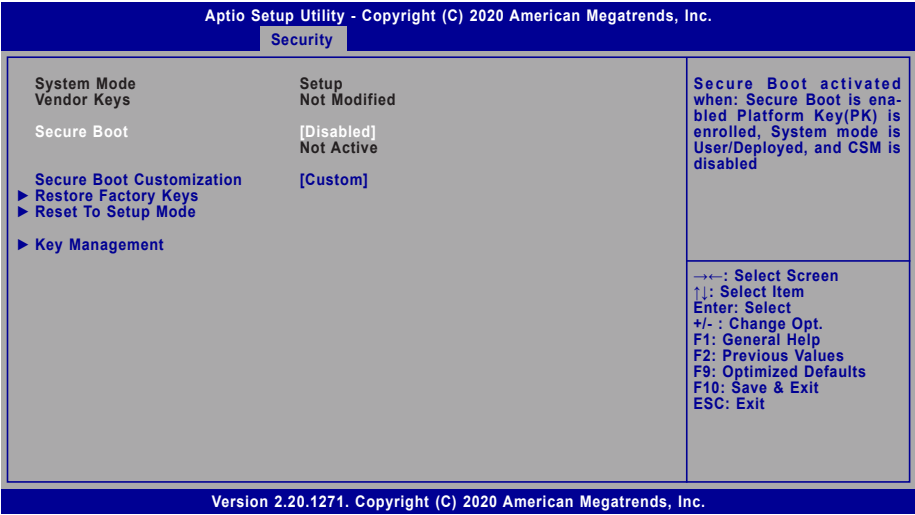 Aptio Setup Utility - Copyright (C) 2020 American Megatrends, Inc.
Security
System Mode Setup
Vendor Keys Not Modified
Secure Boot [Disabled]
Not Active
Secure Boot Customization [Custom]
► Restore Factory Keys
► Reset To Setup Mode
► Key Management
Secure Boot activated
when: Secure Boot is ena-
bled Platform Key(PK) is
enrolled, System mode is
User/Deployed, and CSM is
disabled
→←: Select Screen
↑↓: Select Item
Enter: Select
+/- : Change Opt.
F1: General Help
F2: Previous Values
F9: Optimized Defaults
F10: Save & Exit
ESC: Exit
Version 2.20.1271. Copyright (C) 2020 American Megatrends, Inc.